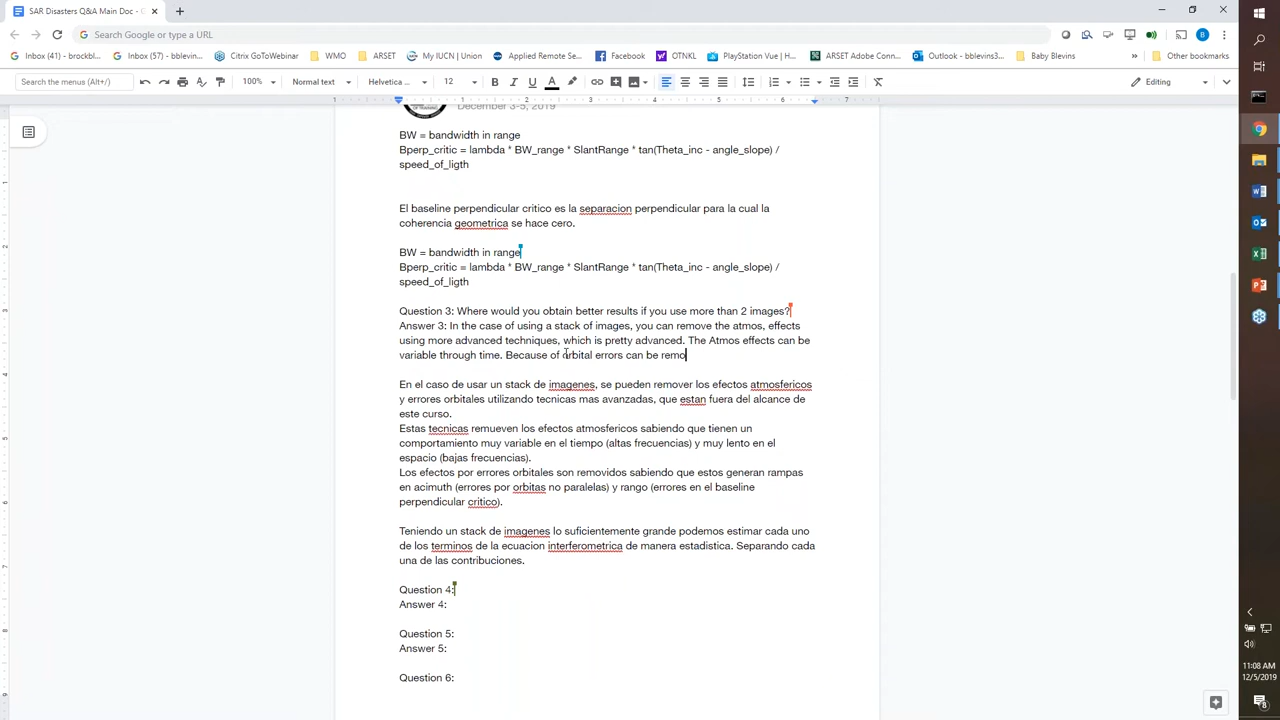 SAR Disasters Q&A Main Doc - G
Search Google or type a URL
Inbox (41) - brockbl...
Inbox (57) - bblevins...
Citrix GoToWebinar
WMO
ARSET
My IUCN | Union
Applied Remote Se...
Facebook
OTNKL
PlayStation Vue | H...
ARSET Adobe Conn...
Outlook - bblevins@...
Baby Blevins
»
Other bookmarks
Search the menus (Alt+/)
100%
Normal text
Helvetica ...
12
Editing
December 3-5, 2019
BW = bandwidth in range
Bperp_critic = lambda * BW_range * SlantRange * tan(Theta_inc - angle_slope) /
speed_of_ligth
El baseline perpendicular critico es la separacion perpendicular para la cual la
coherencia geometrica se hace cero.
BW = bandwidth in range
Bperp_critic = lambda * BW_range * SlantRange * tan(Theta_inc - angle_slope) /
speed_of_ligth
Question 3: Where would you obtain better results if you use more than 2 images?
Answer 3: In the case of using a stack of images, you can remove the atmos, effects
using more advanced techniques, which is pretty advanced. The Atmos effects can be
variable through time. Because of orbital errors can be remo
En el caso de usar un stack de imagenes, se pueden remover los efectos atmosfericos
y errores orbitales utilizando tecnicas mas avanzadas, que estan fuera del alcance de
este curso.
Estas tecnicas remueven los efectos atmosfericos sabiendo que tienen un
comportamiento muy variable en el tiempo (altas frecuencias) y muy lento en el
espacio (bajas frecuencias).
Los efectos por errores orbitales son removidos sabiendo que estos generan rampas
en acimuth (errores por orbitas no paralelas) y rango (errores en el baseline
perpendicular critico).
Teniendo un stack de imagenes lo suficientemente grande podemos estimar cada uno
de los terminos de la ecuacion interferometrica de manera estadistica. Separando cada
una de las contribuciones.
Question 4:
Answer 4:
Question 5:
Answer 5:
Question 6:
11:08 AM
12/5/2019